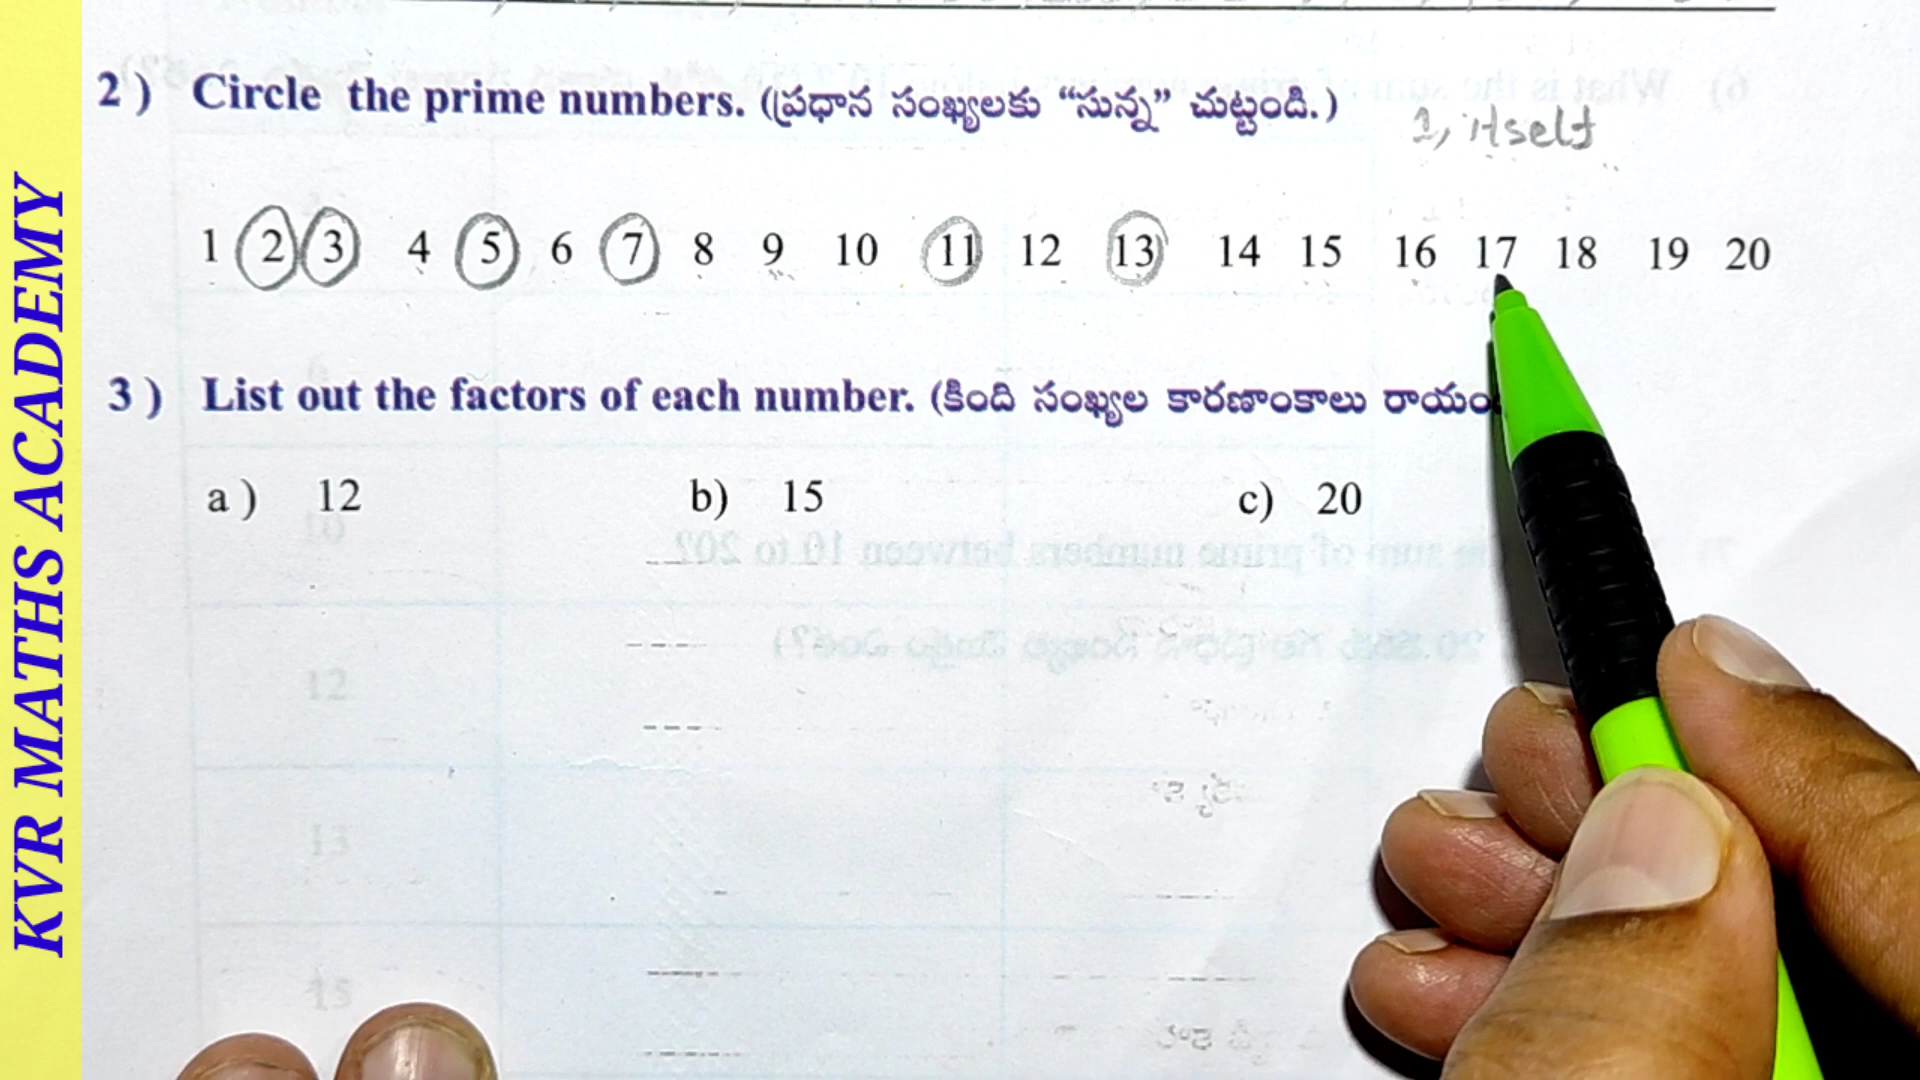 KVR MATHS ACADEMY
2 ) Circle the prime numbers. (ప్రధాన సంఖ్యలకు “సున్న” చుట్టండి.)
1, itself
1 2 3 4 5 6 7 8 9 10 11 12 13 14 15 16 17 18 19 20
3 ) List out the factors of each number. (కింది సంఖ్యల కారణాంకాలు
a ) 12 b) 15 c) 20